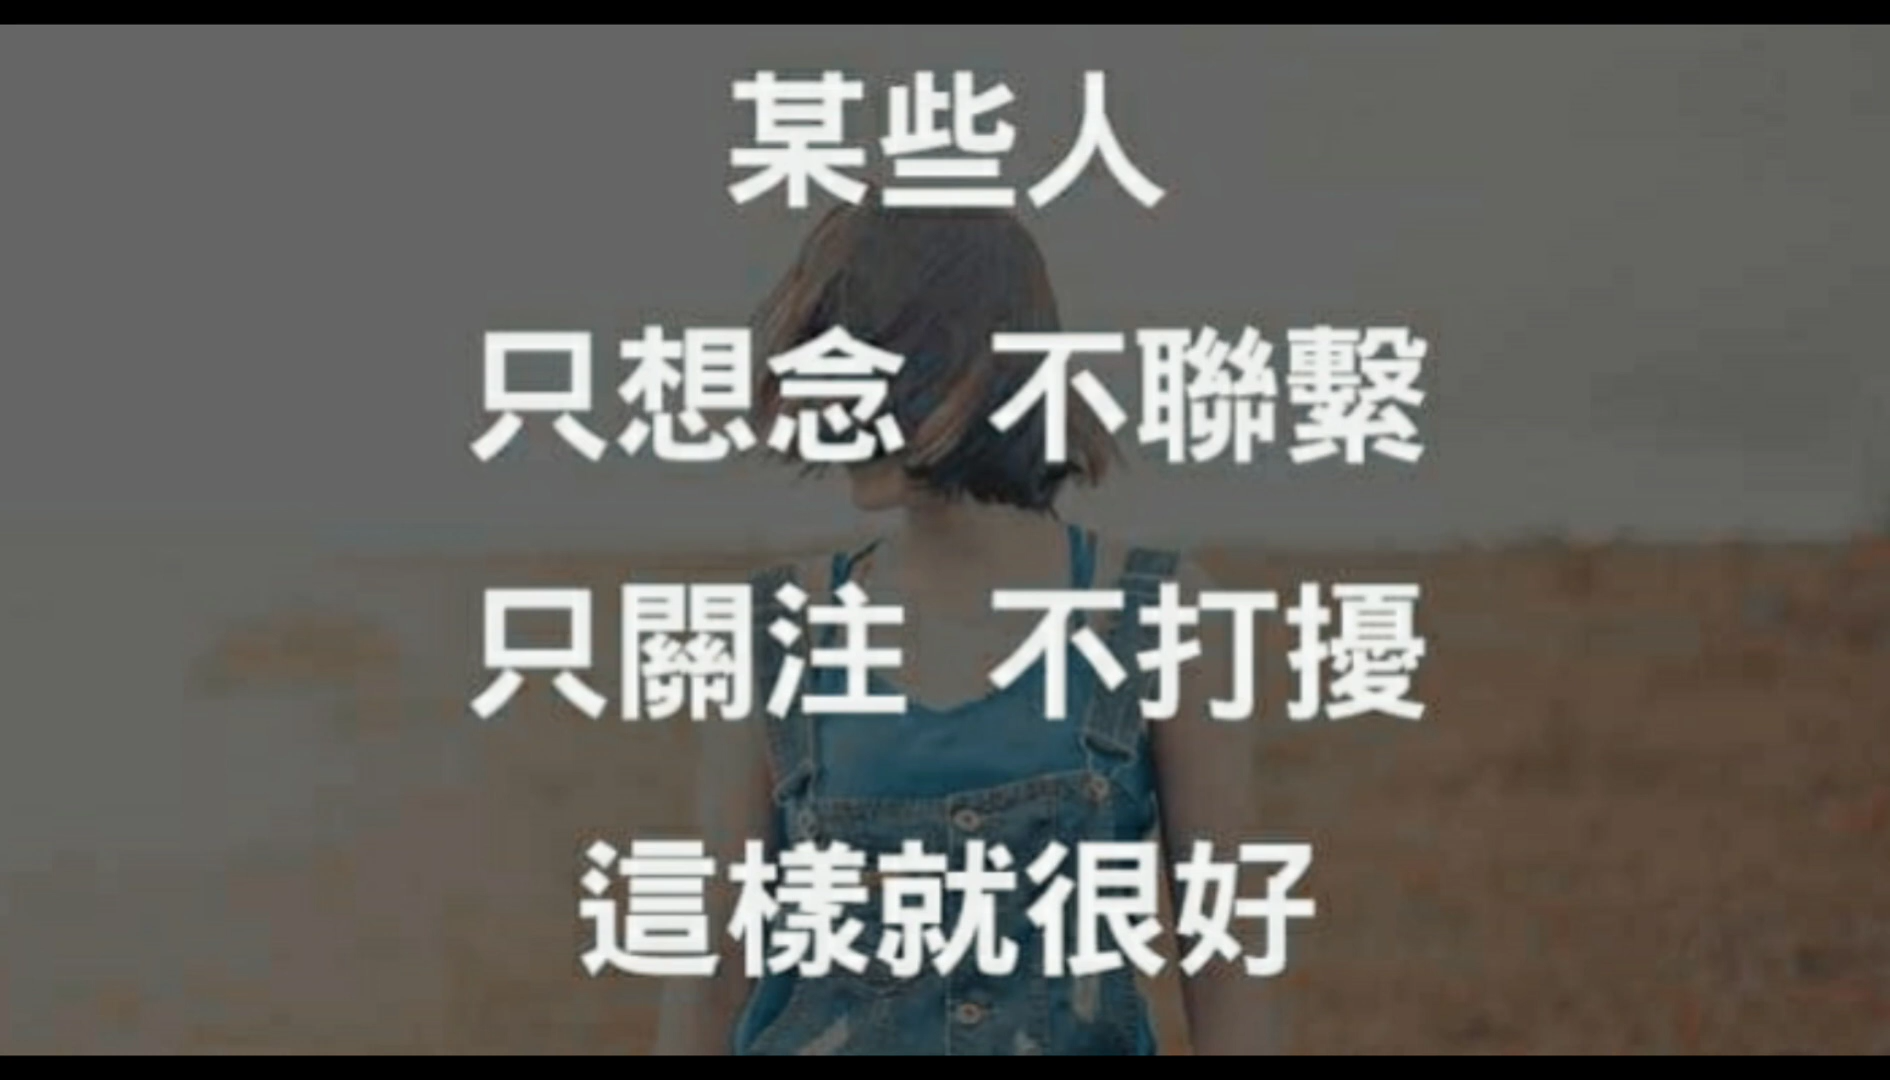 某些人
只想念 不聯繫
只關注 不打擾
這樣就很好